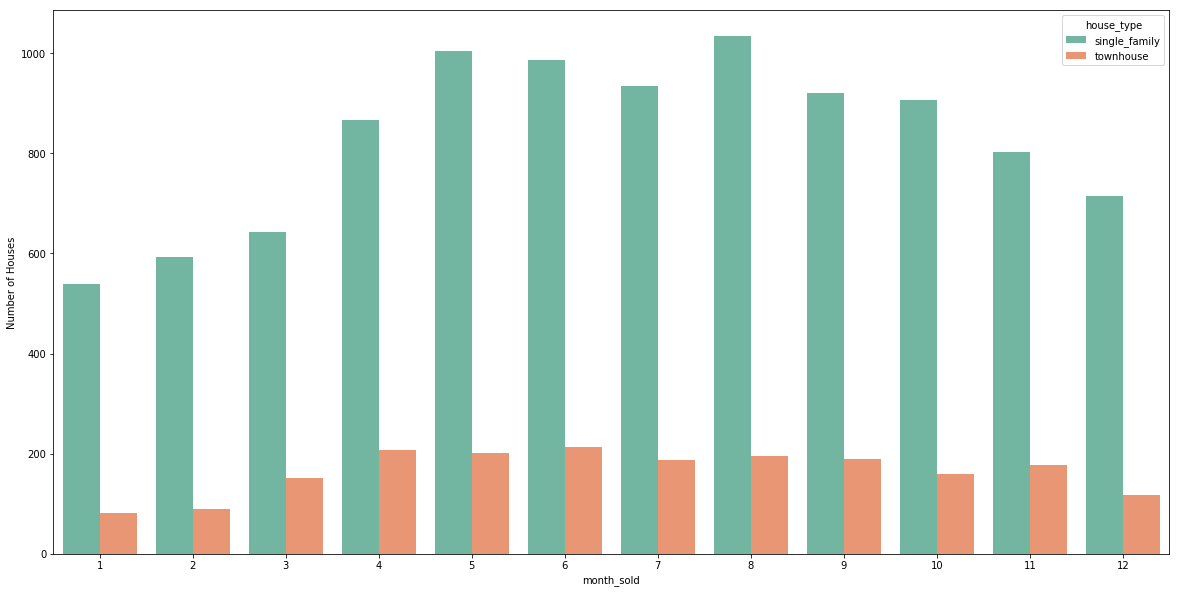 house_type
single_family
townhouse
Number of Houses
1000
800
600
400
200
0
1 2 3 4 5 6 7 8 9 10 11 12
month_sold